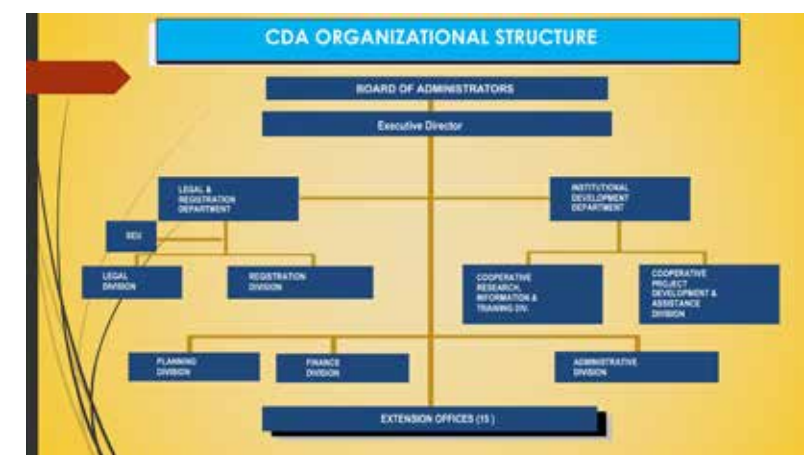 CDA ORGANIZATIONAL STRUCTURE
BOARD OF ADMINISTRATORS
Executive Director
LEGAL &
REGISTRATION
DEPARTMENT
INSTITUTIONAL
DEVELOPMENT
DEPARTMENT
LEGAL
DIVISION
REGISTRATION
DIVISION
COOPERATIVE
RESEARCH,
INFORMATION &
TRAINING DIV.
COOPERATIVE
PROJECT
DEVELOPMENT &
ASSISTANCE
DIVISION
PLANNING
DIVISION
FINANCE
DIVISION
ADMINISTRATIVE
DIVISION
EXTENSION OFFICES (15 )